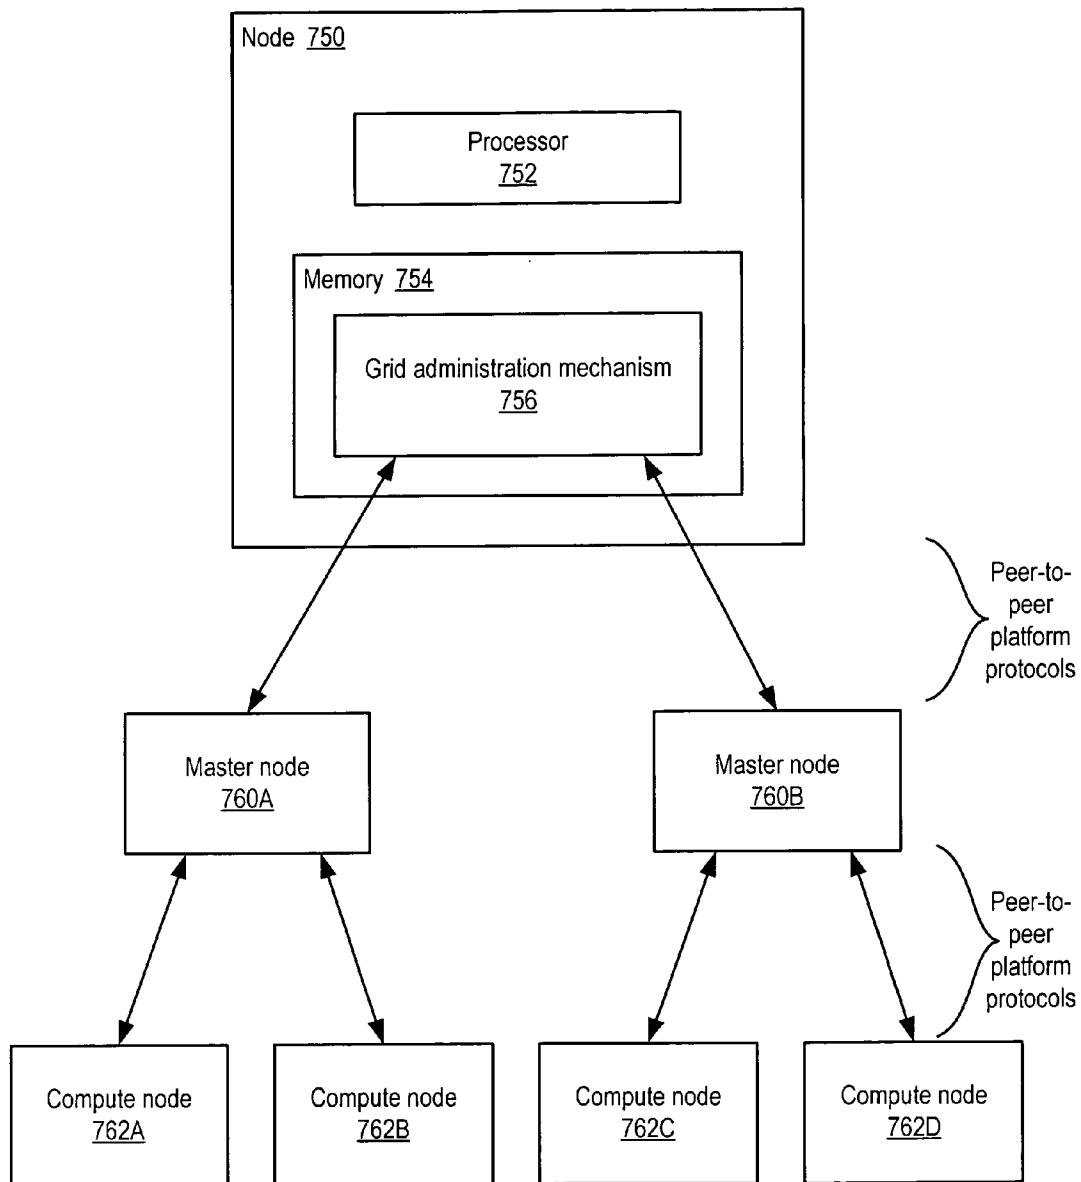 Node 750
Processor
752
Memory 754
Grid administration mechanism
756
Peer-to-
peer
platform
protocols
Master node
760A
Master node
760B
Peer-to-
peer
platform
protocols
Compute node
762A
Compute node
762B
Compute node
762C
Compute node
762D